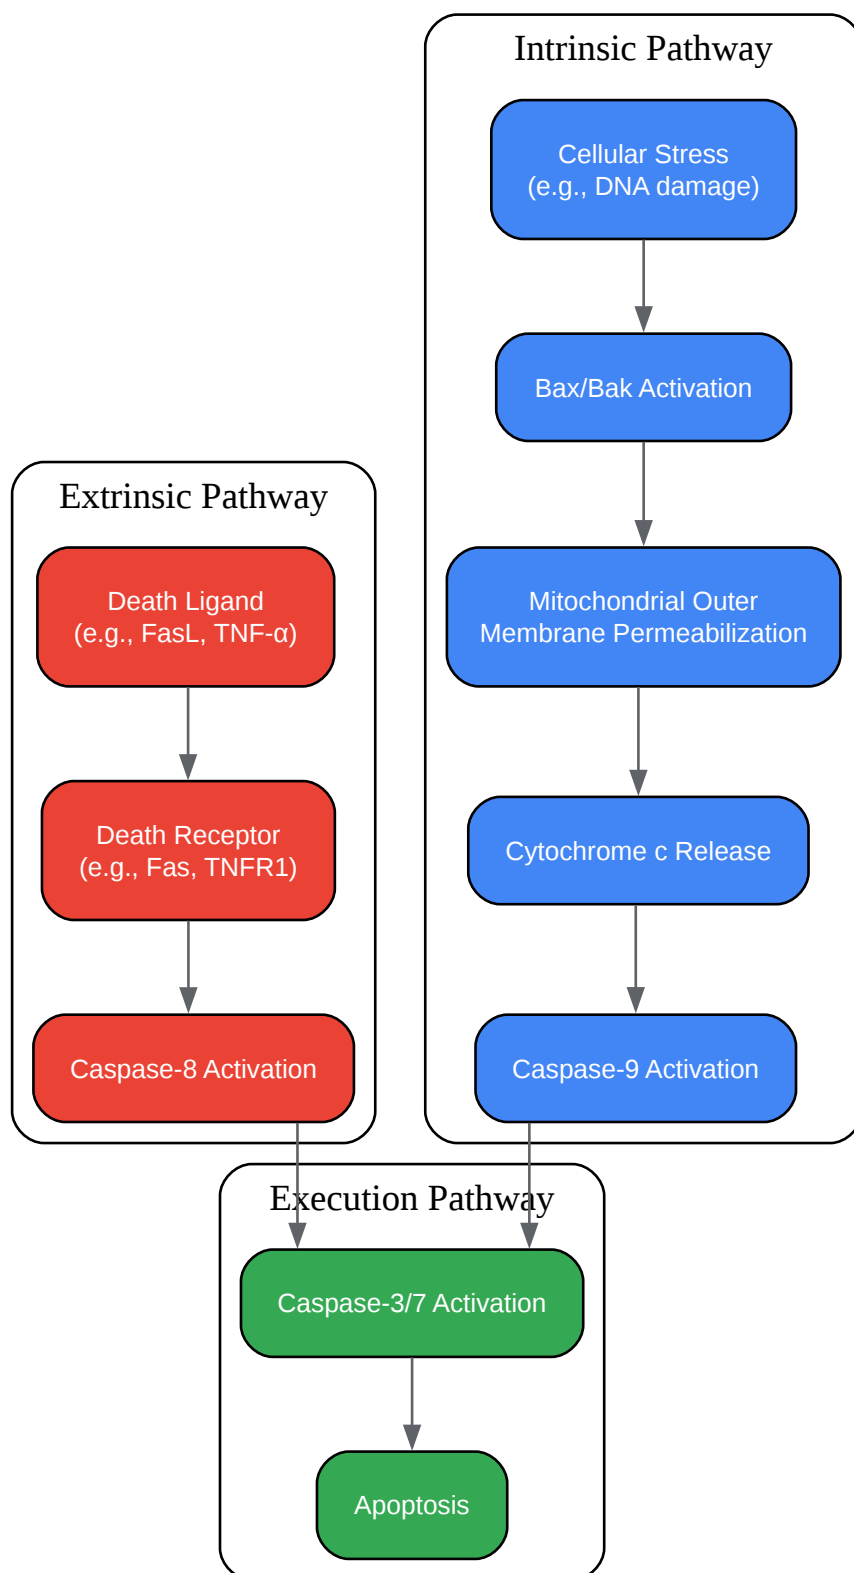 Intrinsic Pathway
Cellular Stress
(e.g., DNA damage)
Bax/Bak Activation
Mitochondrial Outer
Membrane Permeabilization
Cytochrome c Release
Caspase-9 Activation
Extrinsic Pathway
Death Ligand
(e.g., FasL, TNF-α)
Death Receptor
(e.g., Fas, TNFR1)
Caspase-8 Activation
Execution Pathway
Caspase-3/7 Activation
Apoptosis